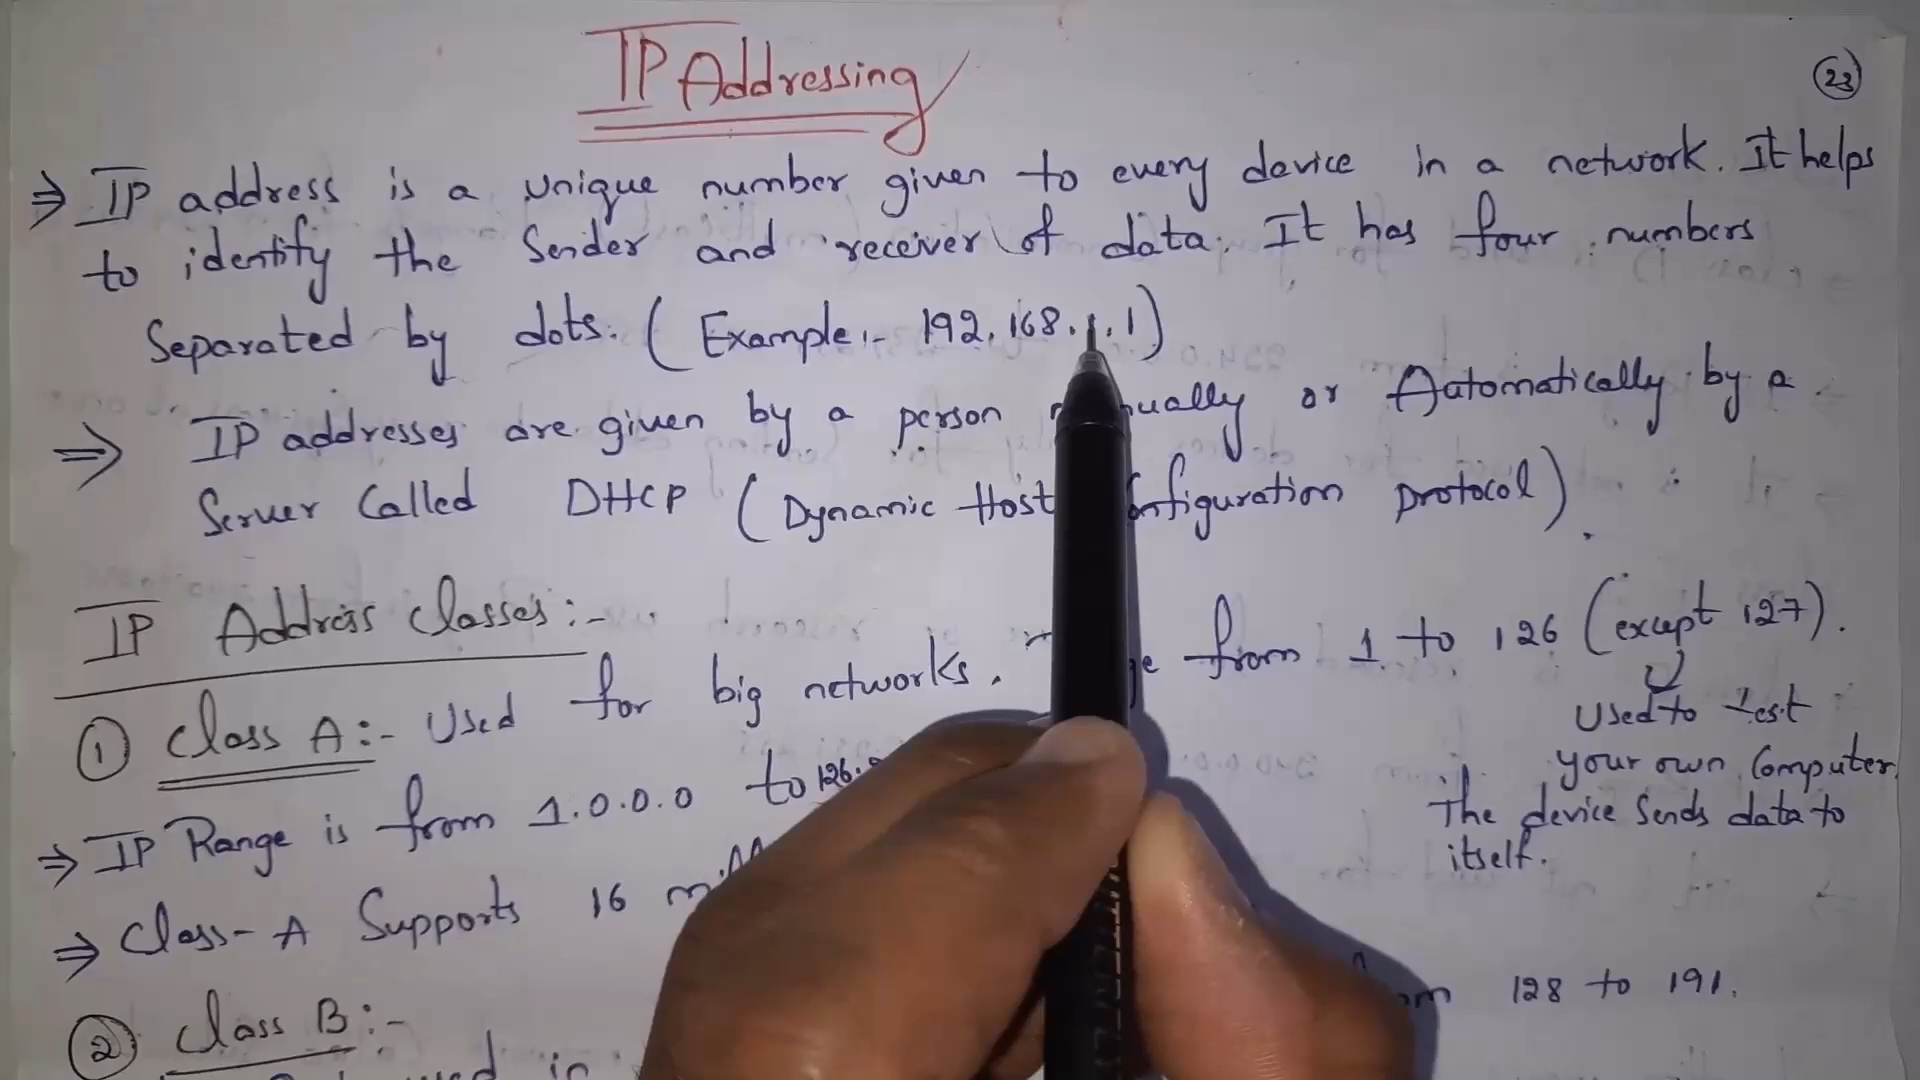 IP Addressing
23
⇒ IP address is a unique number given to every device in a network. It helps
to identify the Sender and receiver of data. It has four numbers
Separated by dots. (Example:- 192.168.1.1)
⇒ IP addresses are given by a person or Automatically by a
Server Called DHCP (Dynamic Host Configuration protocol).
IP Address Classes:-
① Class A:- Used for big networks. from 1 to 126 (except 127).
Used to test
your own Computer.
The device Sends data to
itself.
⇒ IP Range is from 1.0.0.0 to 126.
⇒ Class-A Supports 16
② Class B:- 128 to 191.
in